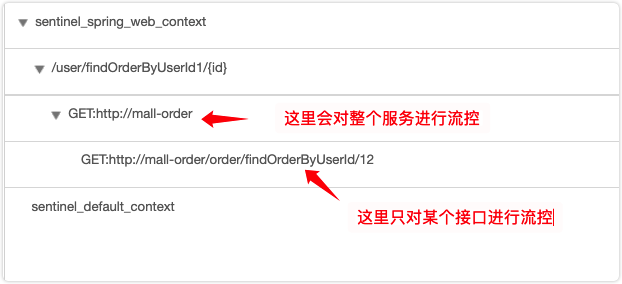 sentinel_spring_web_context
/user/findOrderByUserId1/{id}
GET:http://mall-order
这里会对整个服务进行流控
GET:http://mall-order/order/findOrderByUserId/12
sentinel_default_context
这里只对某个接口进行流控